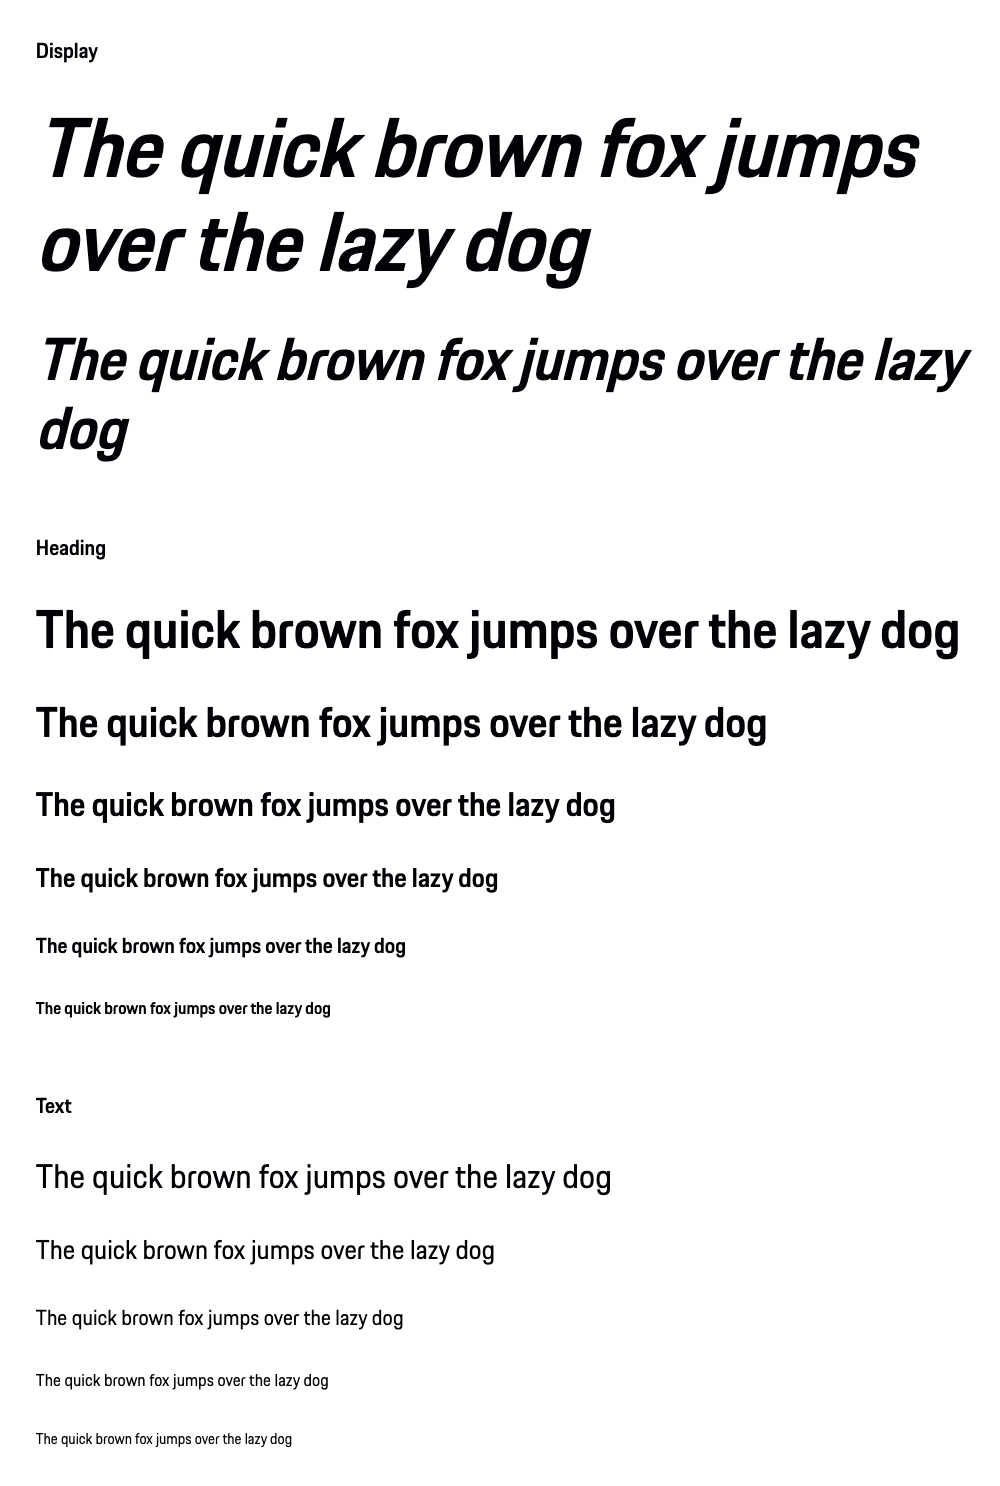 Display
The quick brown fox jumps
over the lazy dog
The quick brown fox jumps over the lazy
dog
Heading
The quick brown fox jumps over the lazy dog
The quick brown fox jumps over the lazy dog
The quick brown fox jumps over the lazy dog
The quick brown fox jumps over the lazy dog
The quick brown fox jumps over the lazy dog
The quick brown fox jumps over the lazy dog
Text
The quick brown fox jumps over the lazy dog
The quick brown fox jumps over the lazy dog
The quick brown fox jumps over the lazy dog
The quick brown fox jumps over the lazy dog
The quick brown fox jumps over the lazy dog